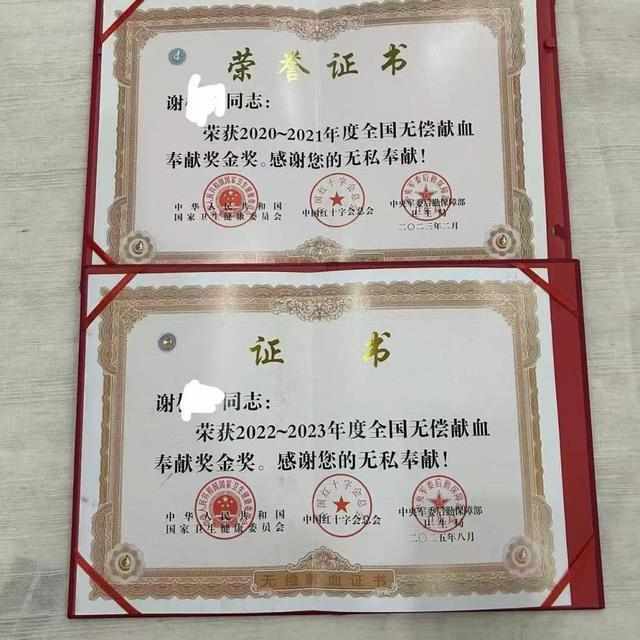 荣誉证书
谢 同志：
荣获2020~2021年度全国无偿献血
奉献奖金奖。感谢您的无私奉献！
中华人民共和国 中国红十字会总会 中央军委后勤保障部
国家卫生健康委员会 卫生局
二〇二三年二月
证 书
谢 同志：
荣获2022~2023年度全国无偿献血
奉献奖金奖。感谢您的无私奉献！
中华人民共和国 中国红十字会总会 中央军委后勤保障部
国家卫生健康委员会 卫生局
二〇二五年八月
无偿献血证书